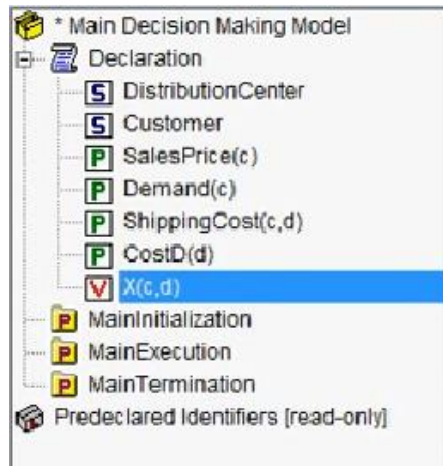 * Main Decision Making Model
Declaration
S DistributionCenter
S Customer
P SalesPrice(c)
P Demand(c)
P ShippingCost(c,d)
P CostD(d)
V X(c,d)
P MainInitialization
P MainExecution
P MainTermination
Predeclared Identifiers [read-only]